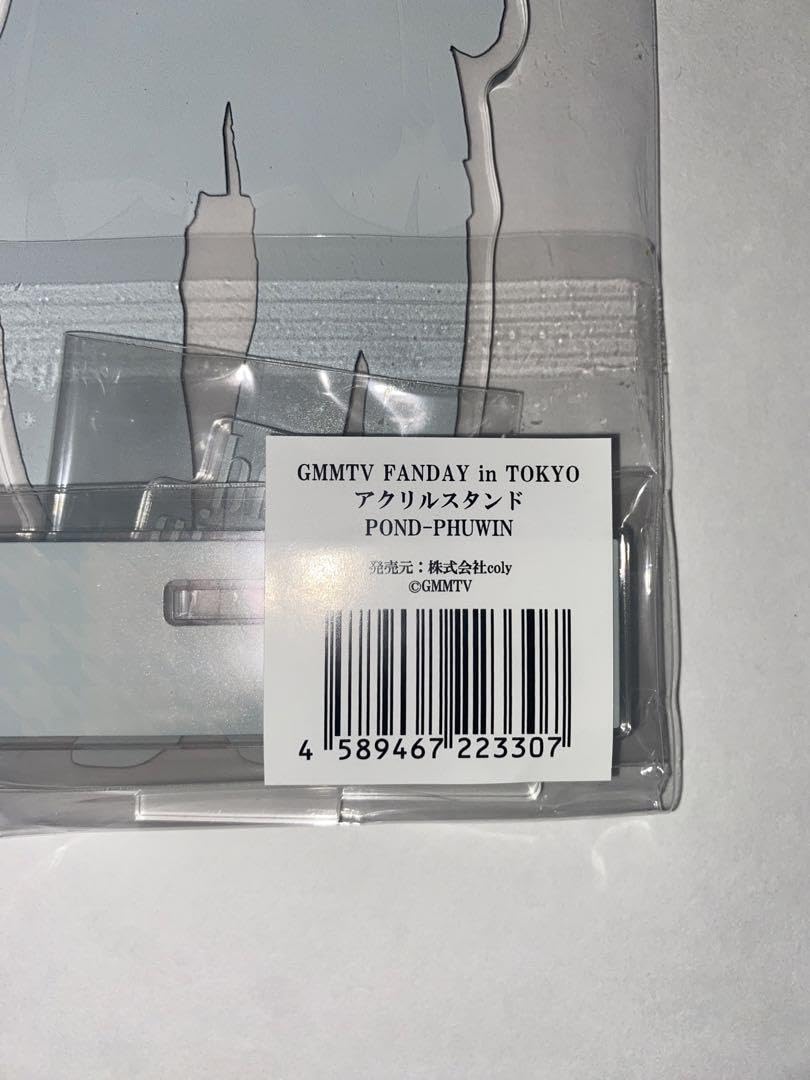 GMMTV FANDAY in TOKYO
アクリルスタンド
POND-PHUWIN
発売元：株式会社coly
©GMMTV
4 589467 223307